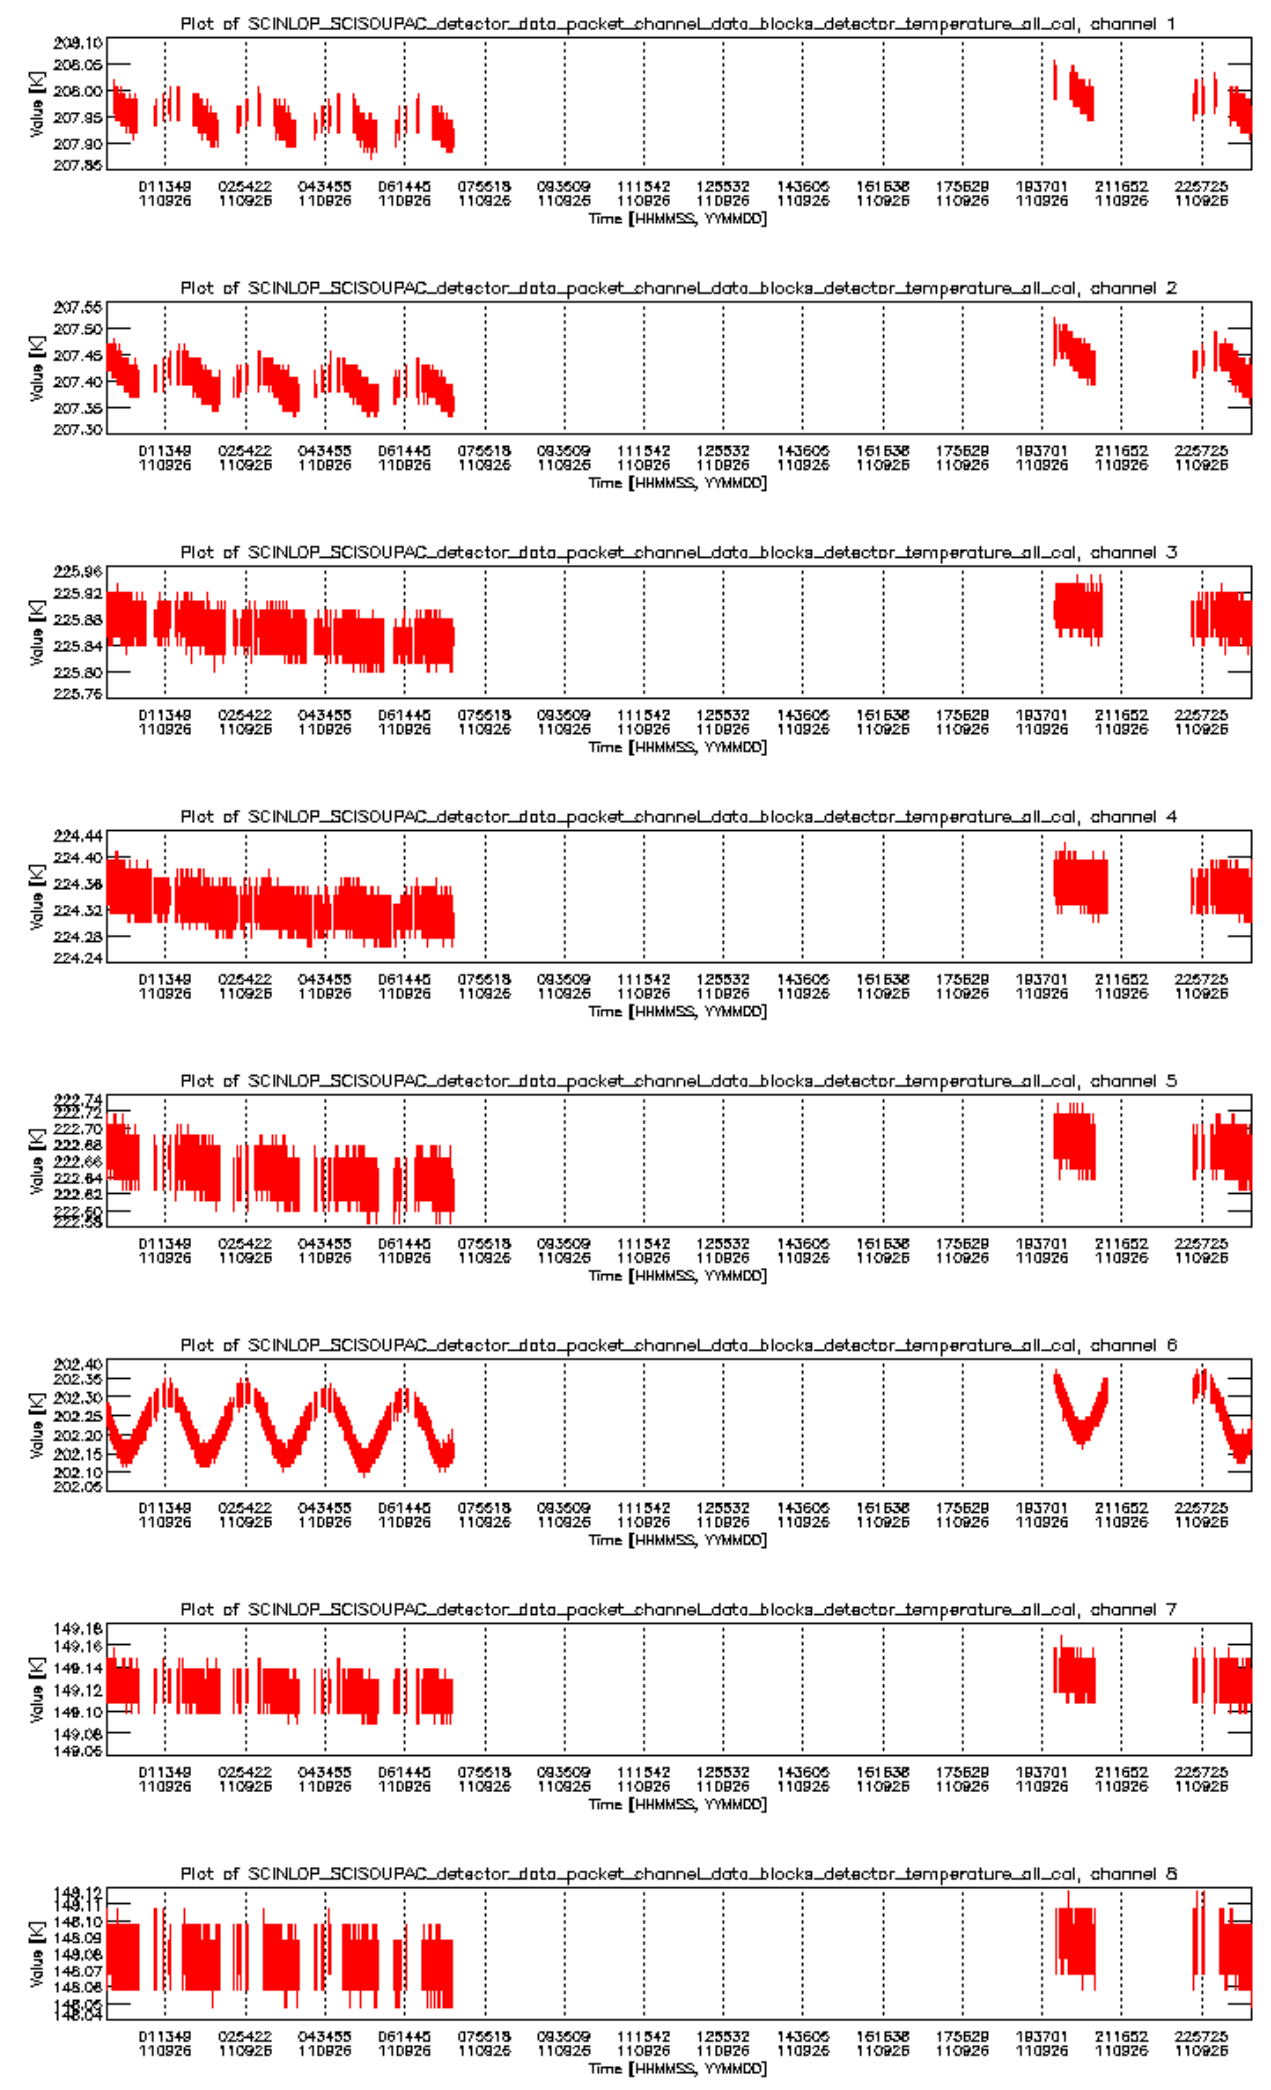 Plot of SCINLOP_SCISOUPAC_detector_data_packet_channel_data_blocks_detector_temperature_all_cal, channel 1
Value [K]
208.10
208.05
208.00
207.95
207.90
207.85
011349 025422 043455 061445 075518 093509 111542 125532 143605 161638 175629 193701 211652 225725
110926 110926 110926 110926 110926 110926 110926 110926 110926 110926 110926 110926 110926 110926
Time [HHMMSS, YYMMDD]
Plot of SCINLOP_SCISOUPAC_detector_data_packet_channel_data_blocks_detector_temperature_all_cal, channel 2
Value [K]
207.55
207.50
207.45
207.40
207.35
207.30
011349 025422 043455 061445 075518 093509 111542 125532 143605 161638 175629 193701 211652 225725
110926 110926 110926 110926 110926 110926 110926 110926 110926 110926 110926 110926 110926 110926
Time [HHMMSS, YYMMDD]
Plot of SCINLOP_SCISOUPAC_detector_data_packet_channel_data_blocks_detector_temperature_all_cal, channel 3
Value [K]
225.96
225.92
225.88
225.84
225.80
225.76
011349 025422 043455 061445 075518 093509 111542 125532 143605 161638 175629 193701 211652 225725
110926 110926 110926 110926 110926 110926 110926 110926 110926 110926 110926 110926 110926 110926
Time [HHMMSS, YYMMDD]
Plot of SCINLOP_SCISOUPAC_detector_data_packet_channel_data_blocks_detector_temperature_all_cal, channel 4
Value [K]
224.44
224.40
224.36
224.32
224.28
224.24
011349 025422 043455 061445 075518 093509 111542 125532 143605 161638 175629 193701 211652 225725
110926 110926 110926 110926 110926 110926 110926 110926 110926 110926 110926 110926 110926 110926
Time [HHMMSS, YYMMDD]
Plot of SCINLOP_SCISOUPAC_detector_data_packet_channel_data_blocks_detector_temperature_all_cal, channel 5
Value [K]
222.74
222.72
222.70
222.68
222.66
222.64
222.62
222.60
222.58
011349 025422 043455 061445 075518 093509 111542 125532 143605 161638 175629 193701 211652 225725
110926 110926 110926 110926 110926 110926 110926 110926 110926 110926 110926 110926 110926 110926
Time [HHMMSS, YYMMDD]
Plot of SCINLOP_SCISOUPAC_detector_data_packet_channel_data_blocks_detector_temperature_all_cal, channel 6
Value [K]
202.40
202.35
202.30
202.25
202.20
202.15
202.10
202.05
011349 025422 043455 061445 075518 093509 111542 125532 143605 161638 175629 193701 211652 225725
110926 110926 110926 110926 110926 110926 110926 110926 110926 110926 110926 110926 110926 110926
Time [HHMMSS, YYMMDD]
Plot of SCINLOP_SCISOUPAC_detector_data_packet_channel_data_blocks_detector_temperature_all_cal, channel 7
Value [K]
149.18
149.16
149.14
149.12
149.10
149.08
149.06
011349 025422 043455 061445 075518 093509 111542 125532 143605 161638 175629 193701 211652 225725
110926 110926 110926 110926 110926 110926 110926 110926 110926 110926 110926 110926 110926 110926
Time [HHMMSS, YYMMDD]
Plot of SCINLOP_SCISOUPAC_detector_data_packet_channel_data_blocks_detector_temperature_all_cal, channel 8
Value [K]
148.12
148.11
148.10
148.09
148.08
148.07
148.06
148.05
148.04
011349 025422 043455 061445 075518 093509 111542 125532 143605 161638 175629 193701 211652 225725
110926 110926 110926 110926 110926 110926 110926 110926 110926 110926 110926 110926 110926 110926
Time [HHMMSS, YYMMDD]